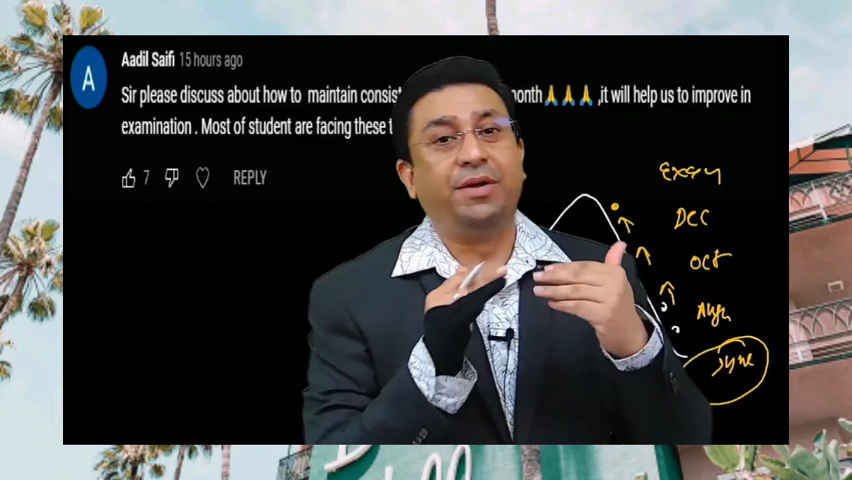 A
Aadil Saifi 15 hours ago
Sir please discuss about how to maintain month🙏🙏🙏 ,it will help us to improve in
examination . Most of student are facing these
7 REPLY
Exam
DEC
Oct
Aug
June